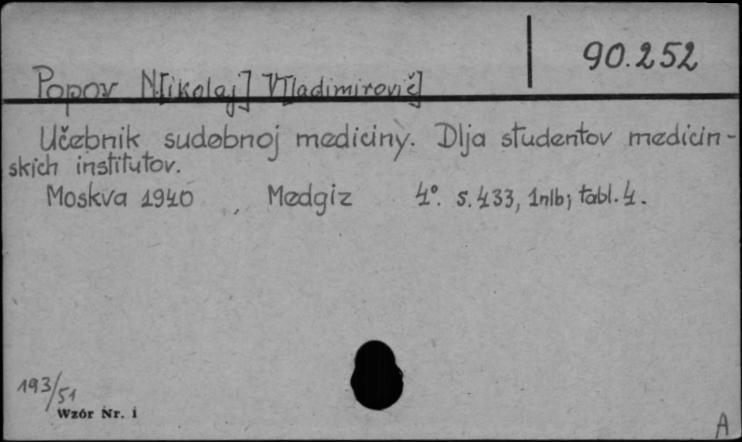 90.252
Popov N[ikolaj] V[ladimirovič]
Učebnik sudebnoj mediciny. Dlja studentov medicin-
skich institutov.
Moskva 1940 Medgiz 4°. s. 433, 1nlb; tabl. 4.
193/51
Wzór Nr. 1
A